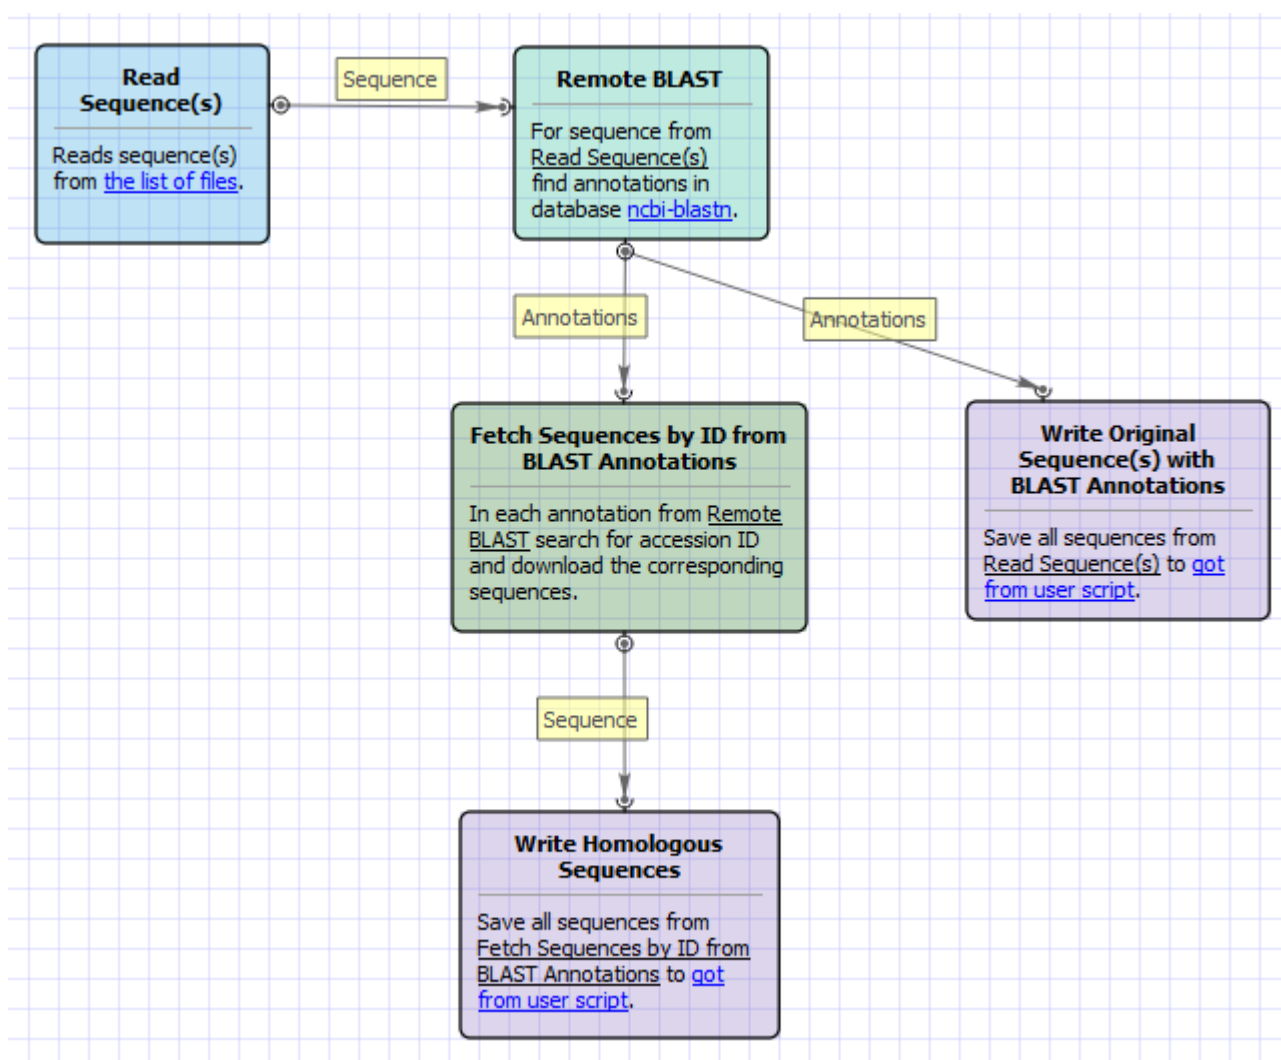 Read
Sequence(s)
Reads sequence(s)
from the list of files.
Sequence
Remote BLAST
For sequence from
Read Sequence(s)
find annotations in
database ncbi-blastn.
Annotations
Annotations
Fetch Sequences by ID from
BLAST Annotations
In each annotation from Remote
BLAST search for accession ID
and download the corresponding
sequences.
Write Original
Sequence(s) with
BLAST Annotations
Save all sequences from
Read Sequence(s) to got
from user script.
Sequence
Write Homologous
Sequences
Save all sequences from
Fetch Sequences by ID from
BLAST Annotations to got
from user script.